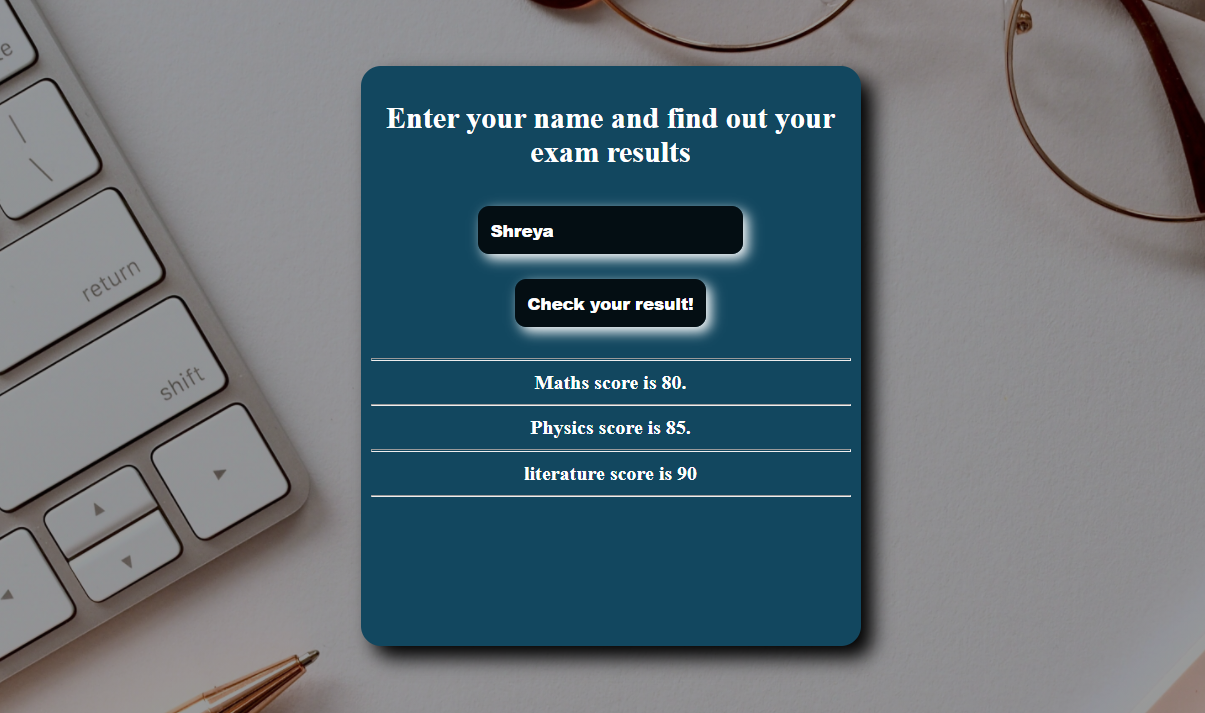 Enter your name and find out your
exam results
Shreya
Check your result!
Maths score is 80.
Physics score is 85.
literature score is 90
return
shift